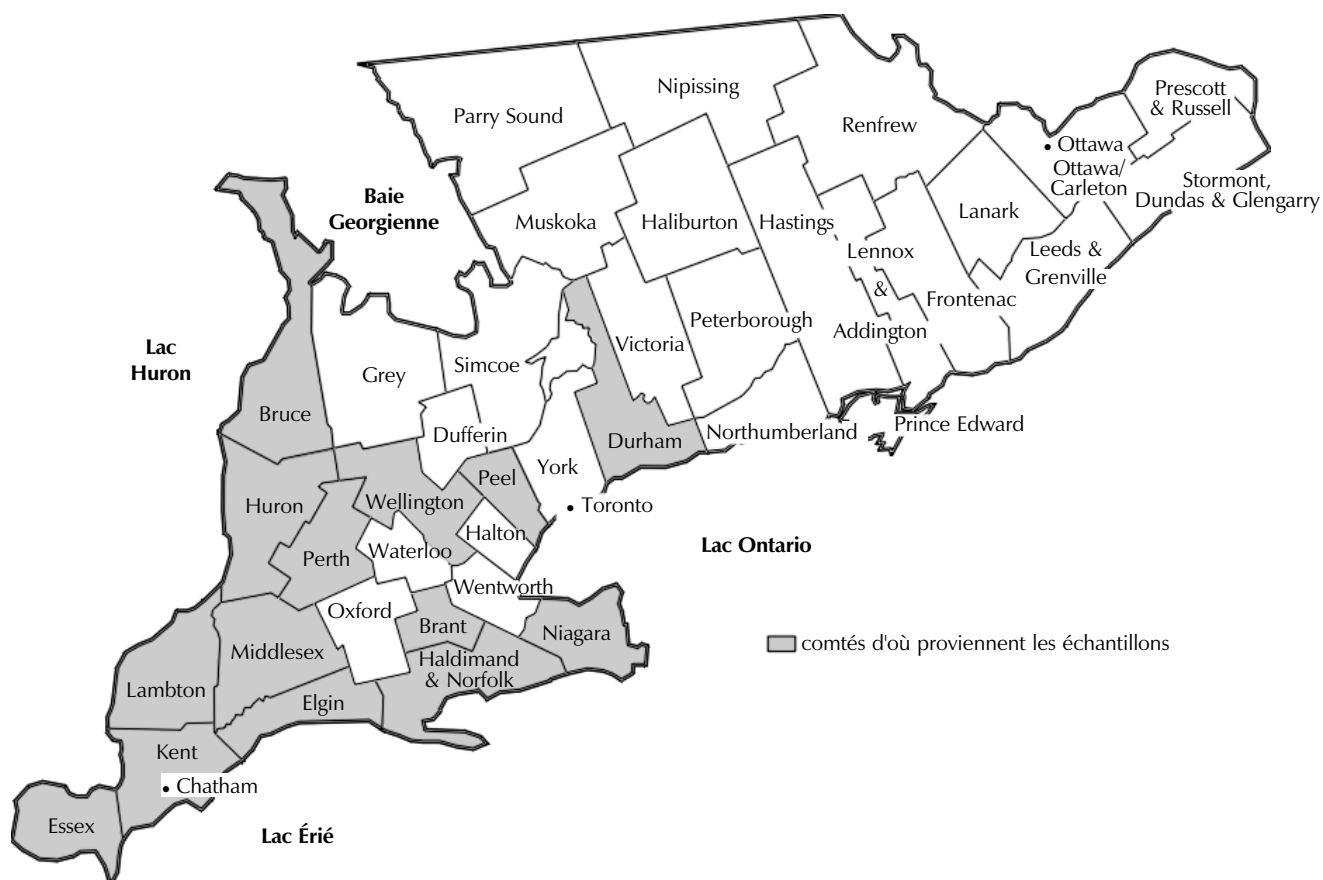 Parry Sound
Nipissing
Renfrew
Prescott
& Russell
• Ottawa
Ottawa/
Carleton
Stormont,
Dundas & Glengarry
Baie
Georgienne
Muskoka
Haliburton
Hastings
Lanark
Lennox
&
Addington
Leeds &
Grenville
Frontenac
Lac
Huron
Grey
Simcoe
Victoria
Peterborough
Bruce
Dufferin
Durham
Northumberland
Prince Edward
York
Peel
• Toronto
Huron
Wellington
Halton
Perth
Waterloo
Lac Ontario
Wentworth
Oxford
Brant
Niagara
Middlesex
Haldimand
& Norfolk
comtés d'où proviennent les échantillons
Lambton
Elgin
Kent
• Chatham
Essex
Lac Érié